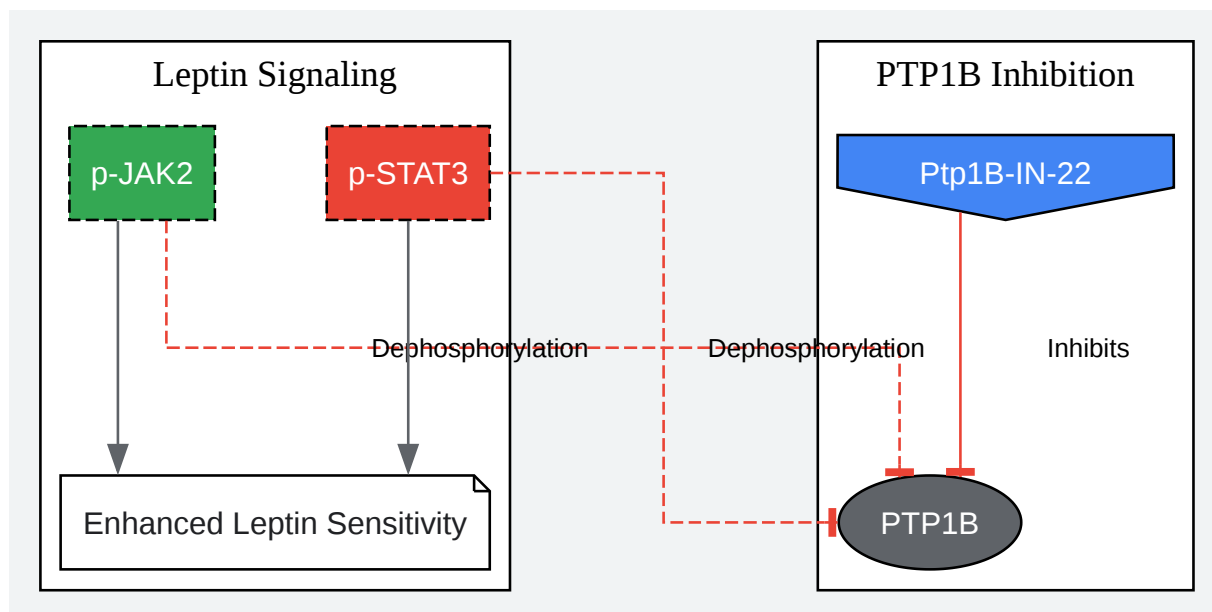 Leptin Signaling
PTP1B Inhibition
p-JAK2
p-STAT3
Ptp1B-IN-22
Dephosphorylation
Dephosphorylation
Inhibits
Enhanced Leptin Sensitivity
PTP1B